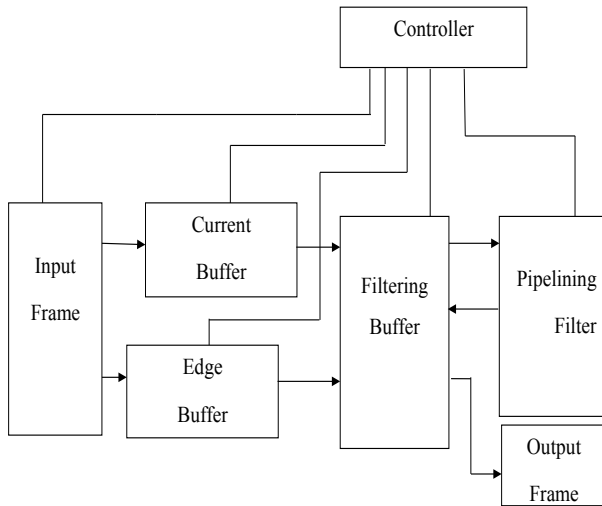 Controller
Input
Frame
Current
Buffer
Edge
Buffer
Filtering
Buffer
Pipelining
Filter
Output
Frame